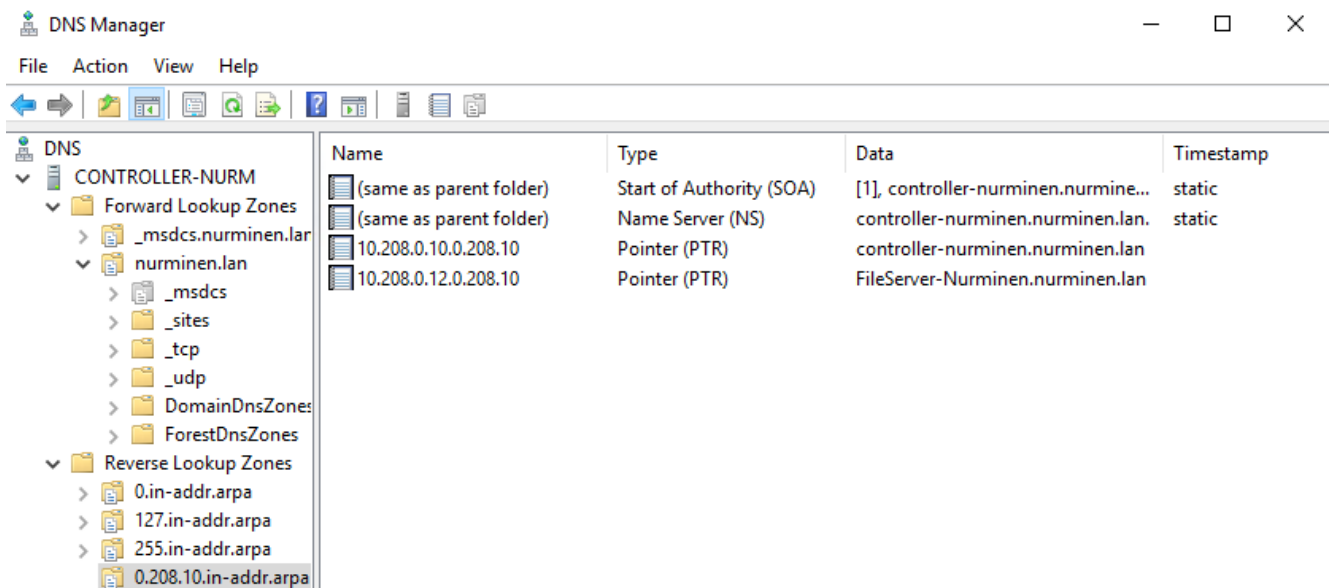 DNS Manager
File Action View Help
DNS
CONTROLLER-NURM
Forward Lookup Zones
_msdcs.nurminen.lan
nurminen.lan
_msdcs
_sites
_tcp
_udp
DomainDnsZones
ForestDnsZones
Reverse Lookup Zones
0.in-addr.arpa
127.in-addr.arpa
255.in-addr.arpa
0.208.10.in-addr.arpa
Name Type Data Timestamp
(same as parent folder) Start of Authority (SOA) [1], controller-nurminen.nurmine... static
(same as parent folder) Name Server (NS) controller-nurminen.nurminen.lan. static
10.208.0.10.0.208.10 Pointer (PTR) controller-nurminen.nurminen.lan
10.208.0.12.0.208.10 Pointer (PTR) FileServer-Nurminen.nurminen.lan